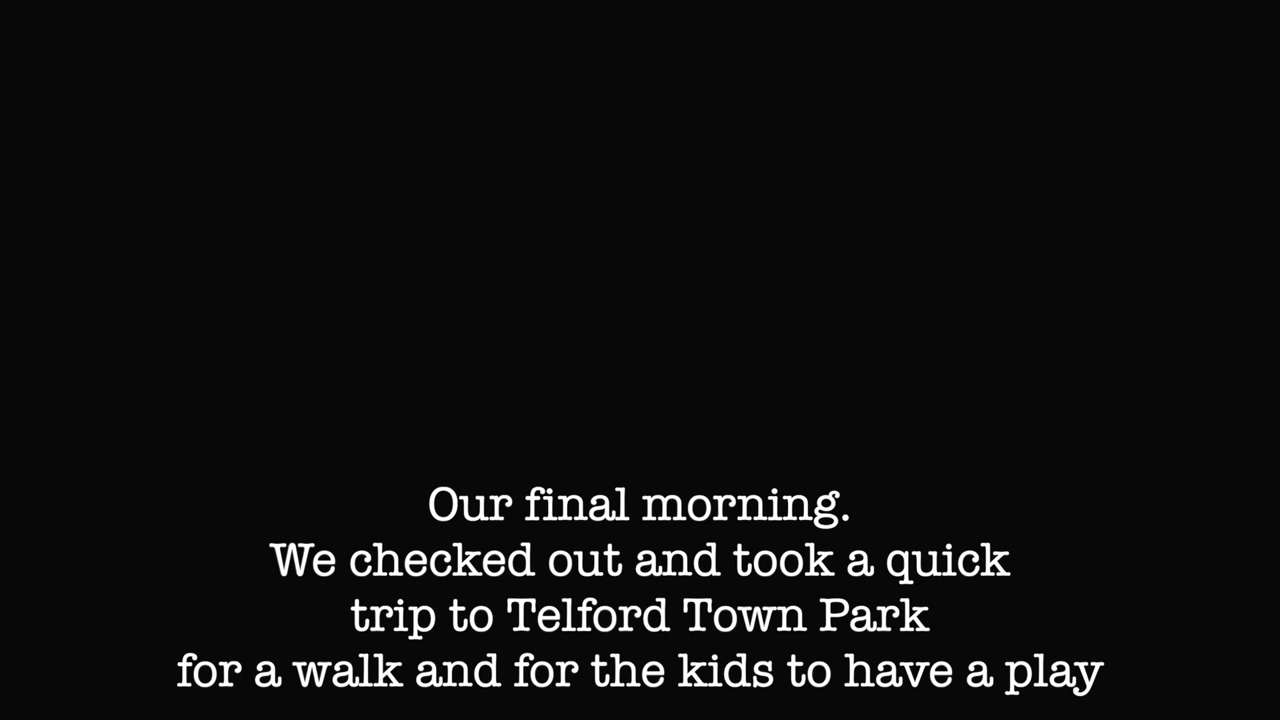 Our final morning.
We checked out and took a quick
trip to Telford Town Park
for a walk and for the kids to have a play